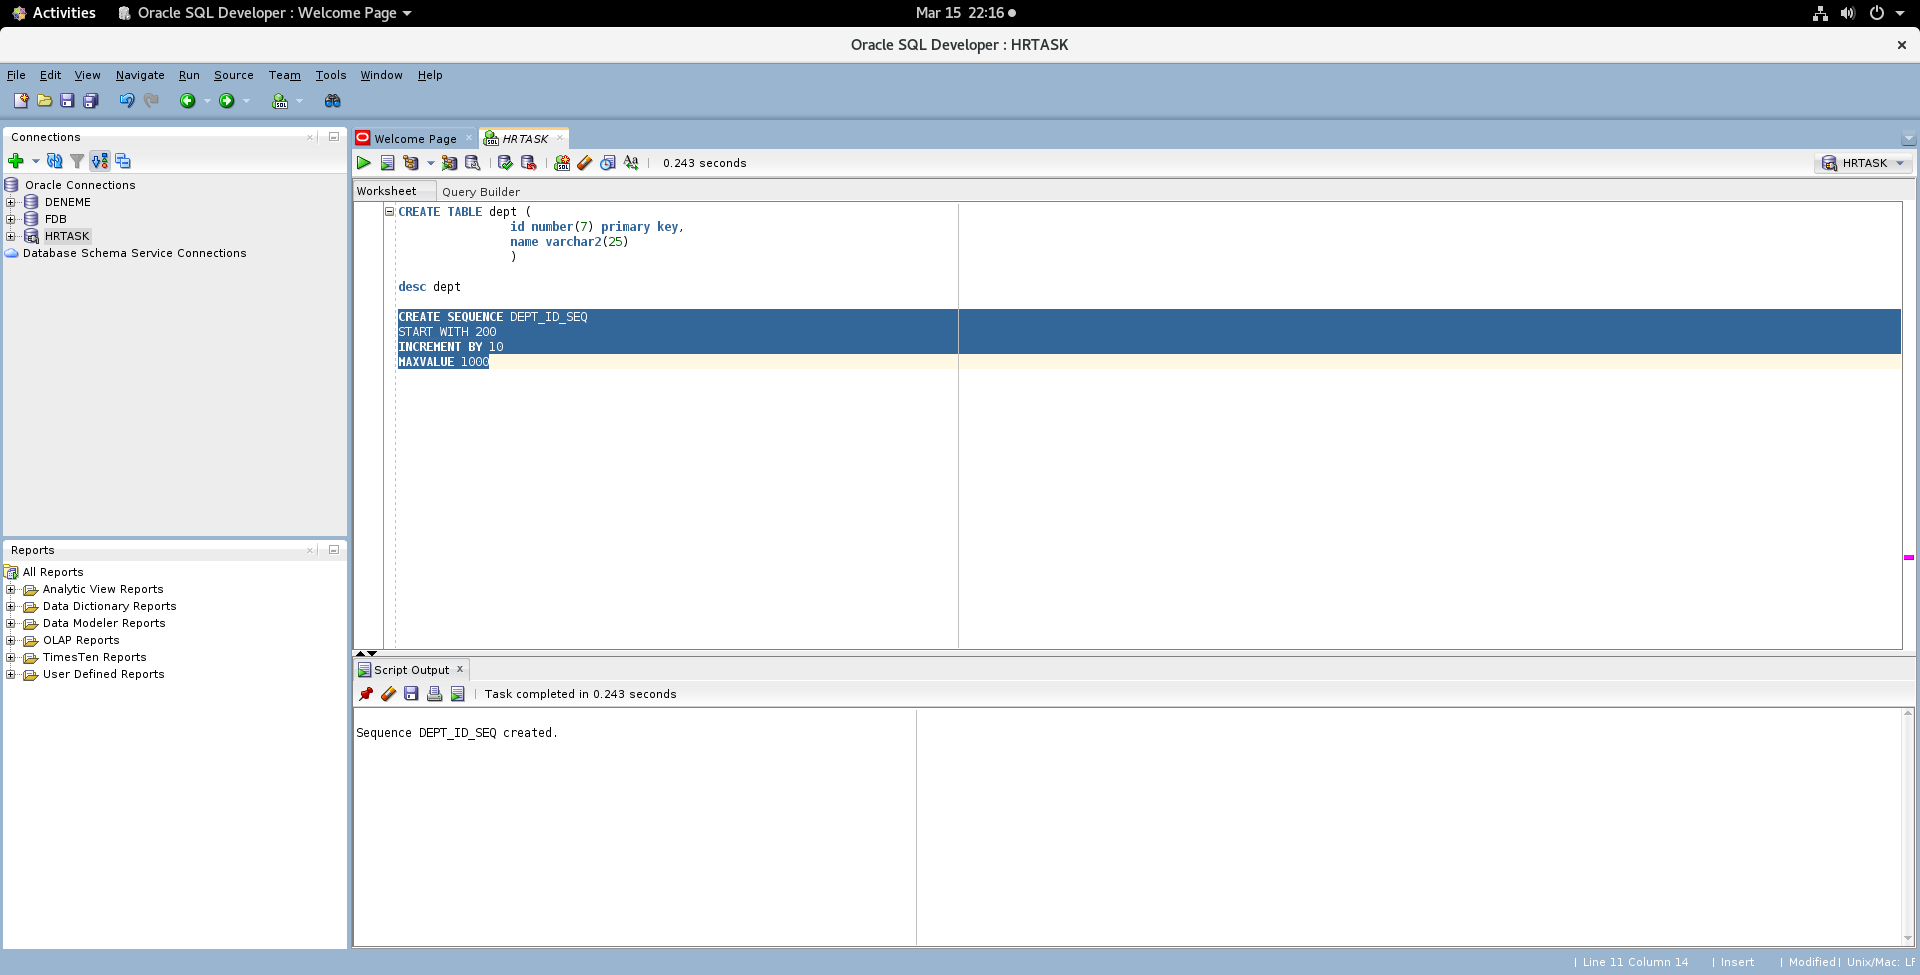 Activities
Oracle SQL Developer : Welcome Page
Mar 15 22:16
Oracle SQL Developer : HRTASK
File Edit View Navigate Run Source Team Tools Window Help
SQL
Connections
Oracle Connections
DENEME
FDB
HRTASK
Database Schema Service Connections
Reports
All Reports
Analytic View Reports
Data Dictionary Reports
Data Modeler Reports
OLAP Reports
TimesTen Reports
User Defined Reports
Welcome Page
HRTASK
0.243 seconds
HRTASK
Worksheet Query Builder
CREATE TABLE dept (
id number(7) primary key,
name varchar2(25)
)
desc dept
CREATE SEQUENCE DEPT_ID_SEQ
START WITH 200
INCREMENT BY 10
MAXVALUE 1000
Script Output
Task completed in 0.243 seconds
Sequence DEPT_ID_SEQ created.
| Line 11 Column 14 | Insert | Modified| Unix/Mac: LF